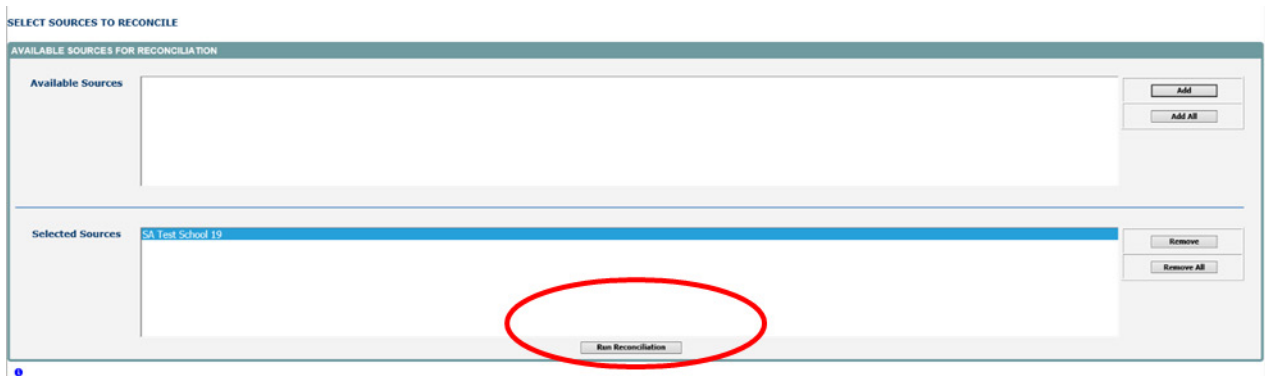 SELECT SOURCES TO RECONCILE
AVAILABLE SOURCES FOR RECONCILIATION
Available Sources
Add
Add All
Selected Sources
SA Test School 19
Remove
Remove All
Run Reconciliation